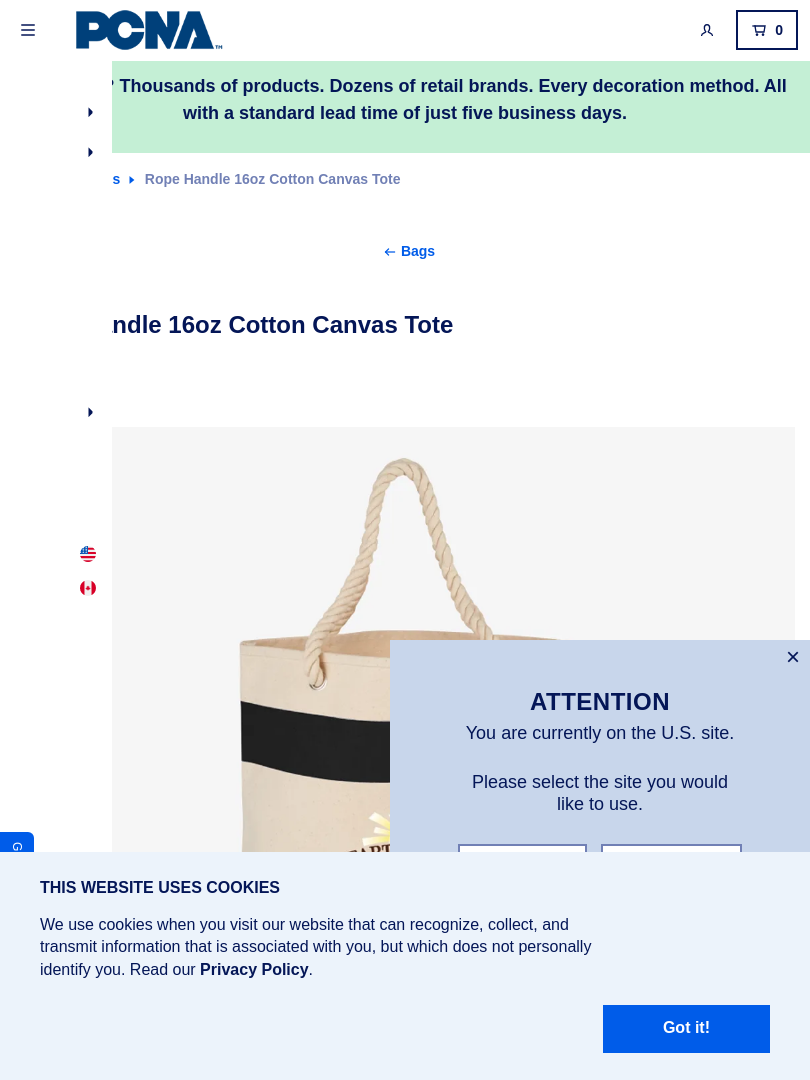 PCNA™
0
? Thousands of products. Dozens of retail brands. Every decoration method. All
with a standard lead time of just five business days.
s Rope Handle 16oz Cotton Canvas Tote
← Bags
ndle 16oz Cotton Canvas Tote
ATTENTION
You are currently on the U.S. site.
Please select the site you would
like to use.
G
THIS WEBSITE USES COOKIES
We use cookies when you visit our website that can recognize, collect, and
transmit information that is associated with you, but which does not personally
identify you. Read our Privacy Policy.
Got it!